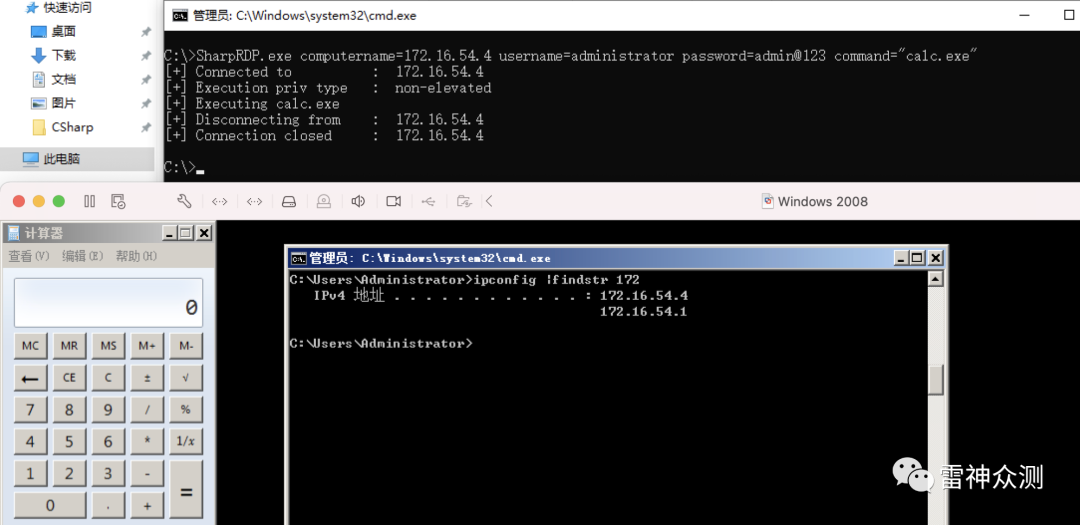 快速访问
桌面
下载
文档
图片
CSharp
此电脑
管理员: C:\Windows\system32\cmd.exe
C:\>SharpRDP.exe computername=172.16.54.4 username=administrator password=admin@123 command="calc.exe"
[+] Connected to : 172.16.54.4
[+] Execution priv type : non-elevated
[+] Executing calc.exe
[+] Disconnecting from : 172.16.54.4
[+] Connection closed : 172.16.54.4
C:\>
Windows 2008
计算器
查看(V) 编辑(E) 帮助(H)
0
MC MR MS M+ M-
← CE C ± √
7 8 9 / %
4 5 6 * 1/x
1 2 3 - =
0 . +
管理员: C:\Windows\system32\cmd.exe
C:\Users\Administrator>ipconfig |findstr 172
IPv4 地址 . . . . . . . . . . . . : 172.16.54.4
172.16.54.1
C:\Users\Administrator>
雷神众测